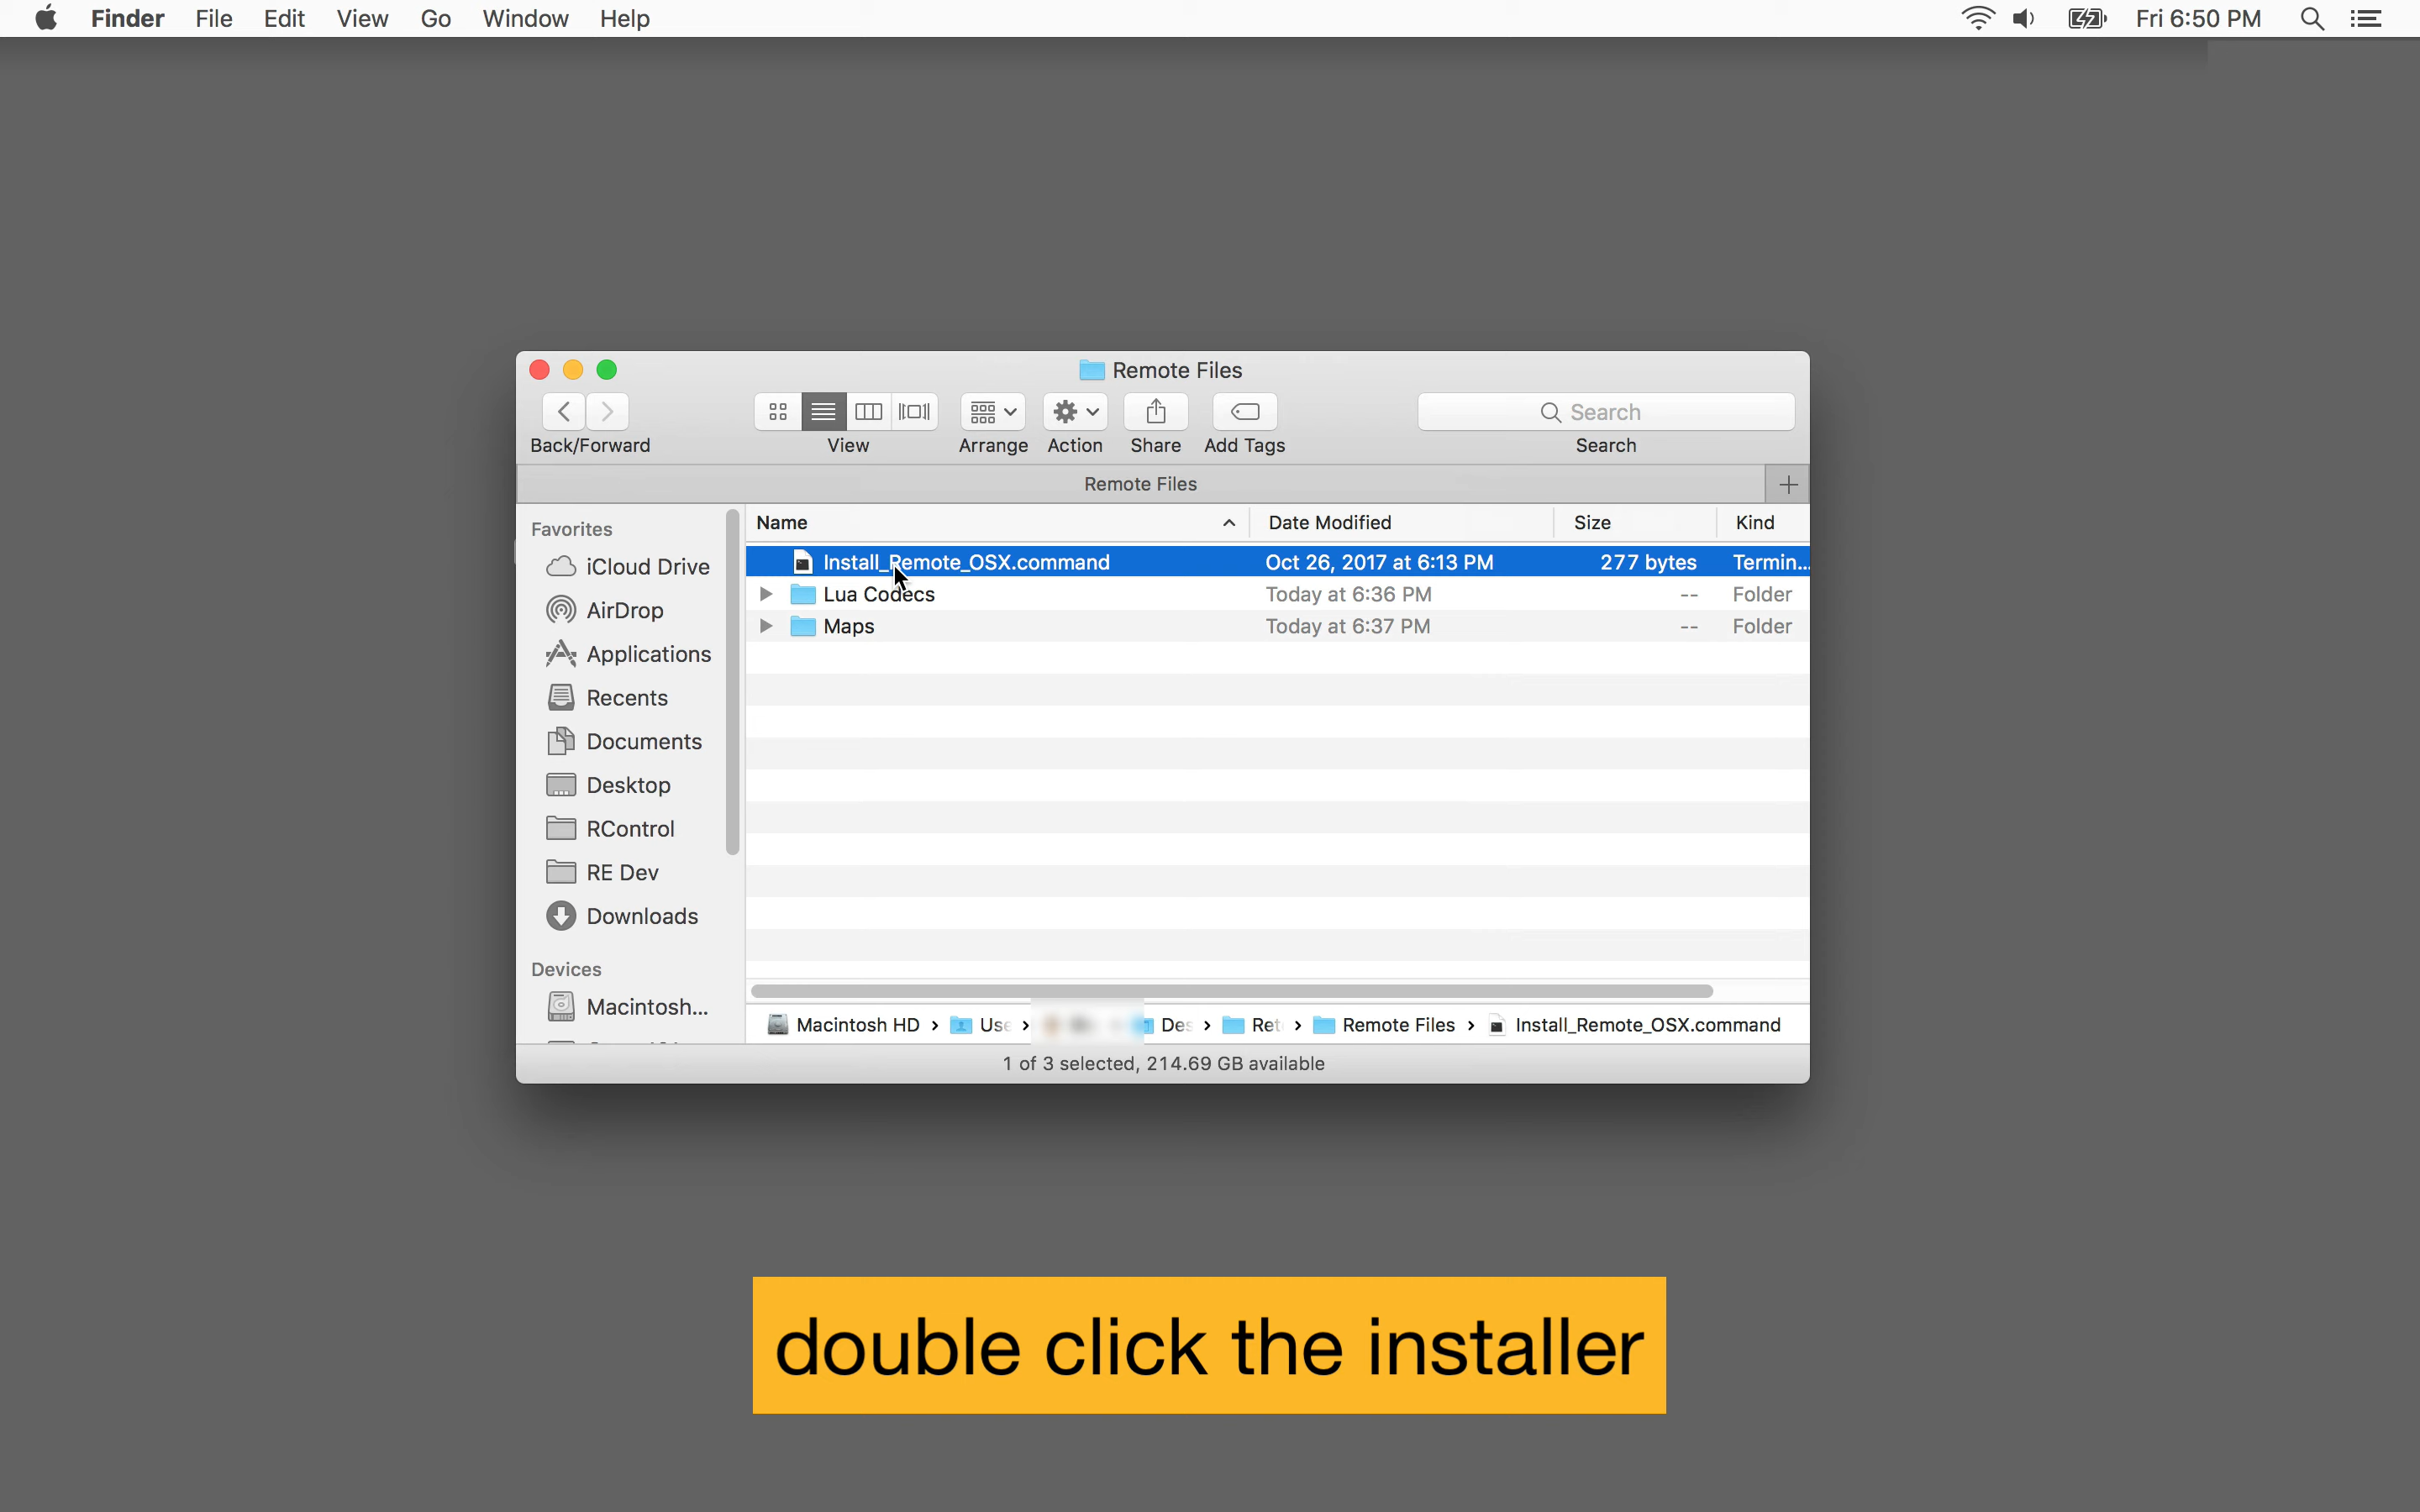 Finder File Edit View Go Window Help Fri 6:50 PM
Remote Files
Search
Back/Forward View Arrange Action Share Add Tags Search
Remote Files
Favorites
iCloud Drive
AirDrop
Applications
Recents
Documents
Desktop
RControl
RE Dev
Downloads
Devices
Macintosh...
Name Date Modified Size Kind
Install_Remote_OSX.command Oct 26, 2017 at 6:13 PM 277 bytes Termin...
Lua Codecs Today at 6:36 PM -- Folder
Maps Today at 6:37 PM -- Folder
Macintosh HD › Use › Des › Ret › Remote Files › Install_Remote_OSX.command
1 of 3 selected, 214.69 GB available
double click the installer